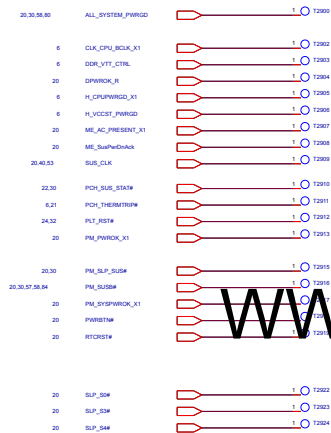 20,30,58,80 ALL_SYSTEM_PWRGD 1 T2900
6 CLK_CPU_BCLK_X1 1 T2902
6 DDR_VTT_CTRL 1 T2903
20 DPWROK_R 1 T2904
6 H_CPUPWRGD_X1 1 T2905
6 H_VCCST_PWRGD 1 T2906
20 ME_AC_PRESENT_X1 1 T2907
20 ME_SusPwrDnAck 1 T2908
20,40,53 SUS_CLK 1 T2909
22,30 PCH_SUS_STAT# 1 T2910
6,21 PCH_THERMTRIP# 1 T2911
24,32 PLT_RST# 1 T2912
20 PM_PWROK_X1 1 T2913
20,30 PM_SLP_SUS# 1 T2915
20,30,57,58,84 PM_SUSB# 1 T2916
20 PM_SYSPWROK_X1 1
20 PWRBTN# 1
20 RTCRST# 1
20 SLP_S0# 1 T2922
20 SLP_S3# 1 T2923
20 SLP_S4# 1 T2924